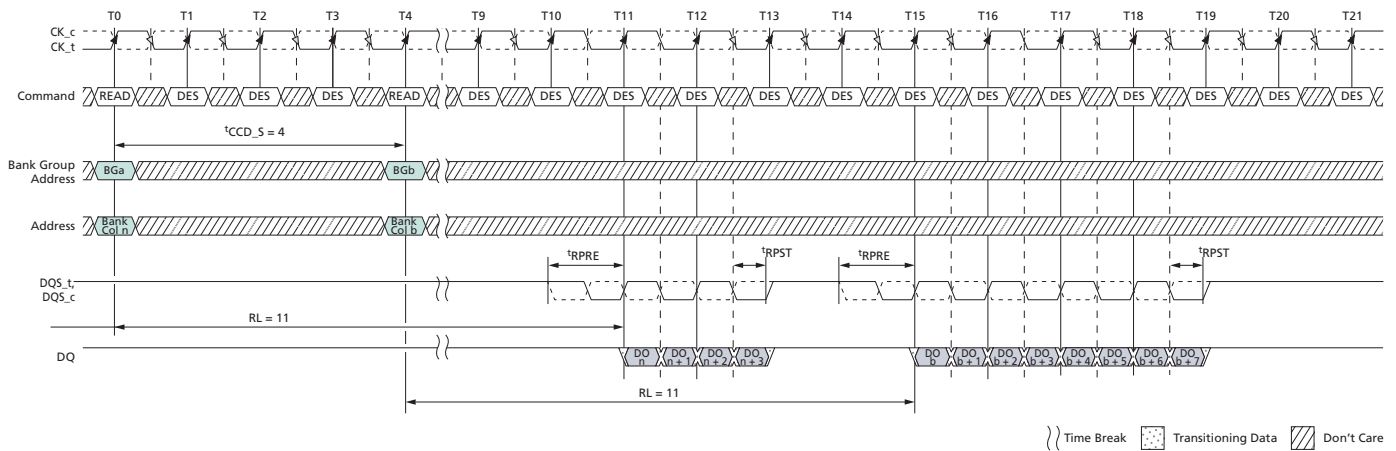 T0 T1 T2 T3 T4 T9 T10 T11 T12 T13 T14 T15 T16 T17 T18 T19 T20 T21
CK_c
CK_t
Command READ DES DES DES READ DES DES DES DES DES DES DES DES DES DES DES DES DES
tCCD_S = 4
Bank Group
Address
BGa BGb
Address
Bank
Col n
Bank
Col b
tRPRE tRPST tRPRE tRPST
DQS_t,
DQS_c
RL = 11
DQ
DO
n
DO
n + 1
DO
n + 2
DO
n + 3
DO
b
DO
b + 1
DO
b + 2
DO
b + 3
DO
b + 4
DO
b + 5
DO
b + 6
DO
b + 7
RL = 11
Time Break Transitioning Data Don't Care